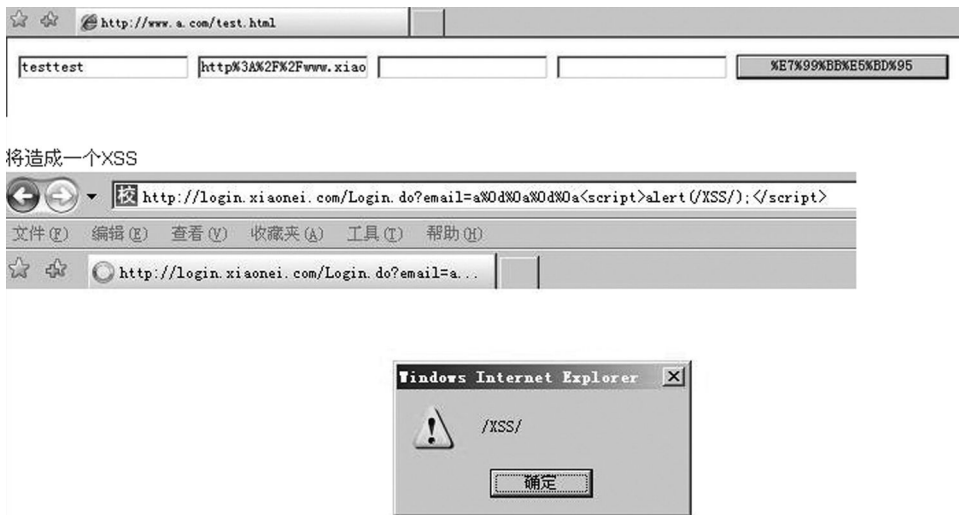 http://www.a.com/test.html
testtest http%3A%2F%2Fwww.xiao %E7%99%BB%E5%BD%95
将造成一个XSS
校 http://login.xiaonei.com/Login.do?email=a%0d%0a%0d%0a<script>alert(/XSS/);</script>
文件(F) 编辑(E) 查看(V) 收藏夹(A) 工具(T) 帮助(H)
http://login.xiaonei.com/Login.do?email=a...
Windows Internet Explorer
/XSS/
确定